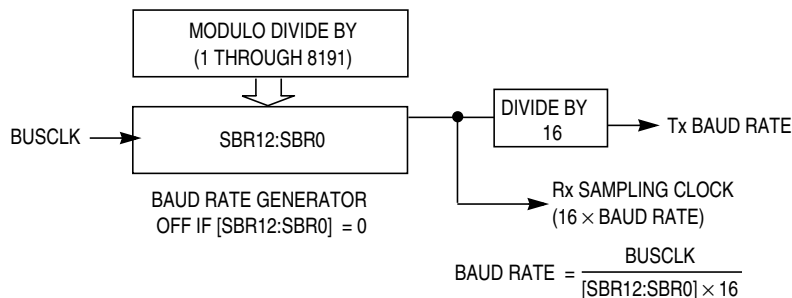 MODULO DIVIDE BY
(1 THROUGH 8191)
BUSCLK
SBR12:SBR0
DIVIDE BY
16
Tx BAUD RATE
BAUD RATE GENERATOR
OFF IF [SBR12:SBR0] = 0
Rx SAMPLING CLOCK
(16 × BAUD RATE)
BAUD RATE =
BUSCLK
[SBR12:SBR0] × 16